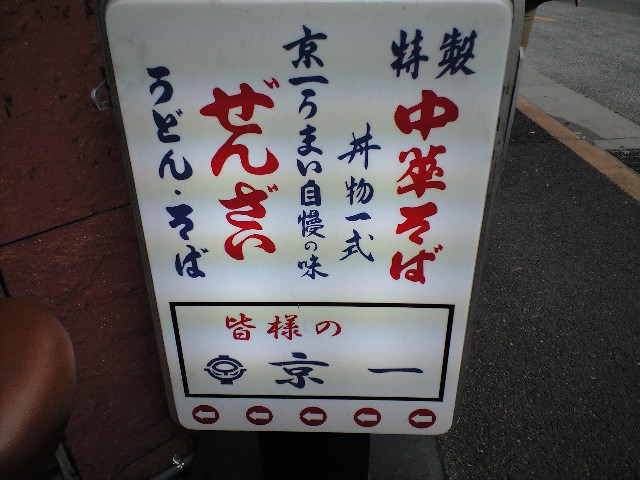 特製
中華そば
丼物一式
京一うまい自慢の味
ぜんざい
うどん・そば
皆様の
京一